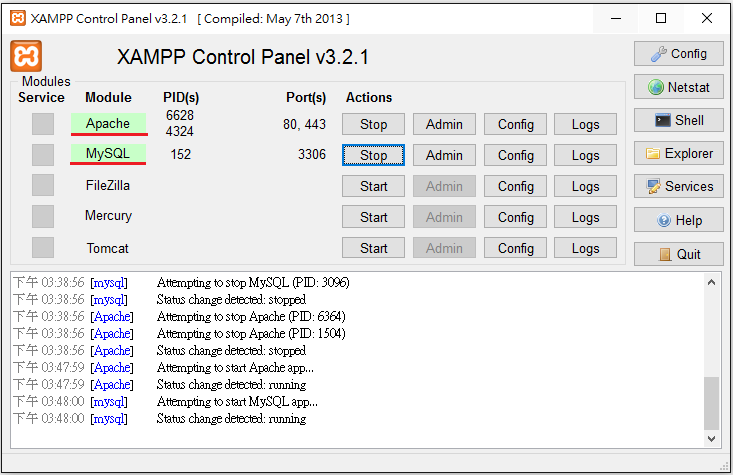 XAMPP Control Panel v3.2.1 [ Compiled: May 7th 2013 ]
XAMPP Control Panel v3.2.1
Config
Modules
Service Module PID(s) Port(s) Actions
Netstat
Apache 6628 4324 80, 443 Stop Admin Config Logs
Shell
MySQL 152 3306 Stop Admin Config Logs
Explorer
FileZilla Start Admin Config Logs
Services
Mercury Start Admin Config Logs
Help
Tomcat Start Admin Config Logs
Quit
下午 03:38:56 [mysql] Attempting to stop MySQL (PID: 3096)
下午 03:38:56 [mysql] Status change detected: stopped
下午 03:38:56 [Apache] Attempting to stop Apache (PID: 6364)
下午 03:38:56 [Apache] Attempting to stop Apache (PID: 1504)
下午 03:38:56 [Apache] Status change detected: stopped
下午 03:47:59 [Apache] Attempting to start Apache app...
下午 03:47:59 [Apache] Status change detected: running
下午 03:48:00 [mysql] Attempting to start MySQL app...
下午 03:48:00 [mysql] Status change detected: running